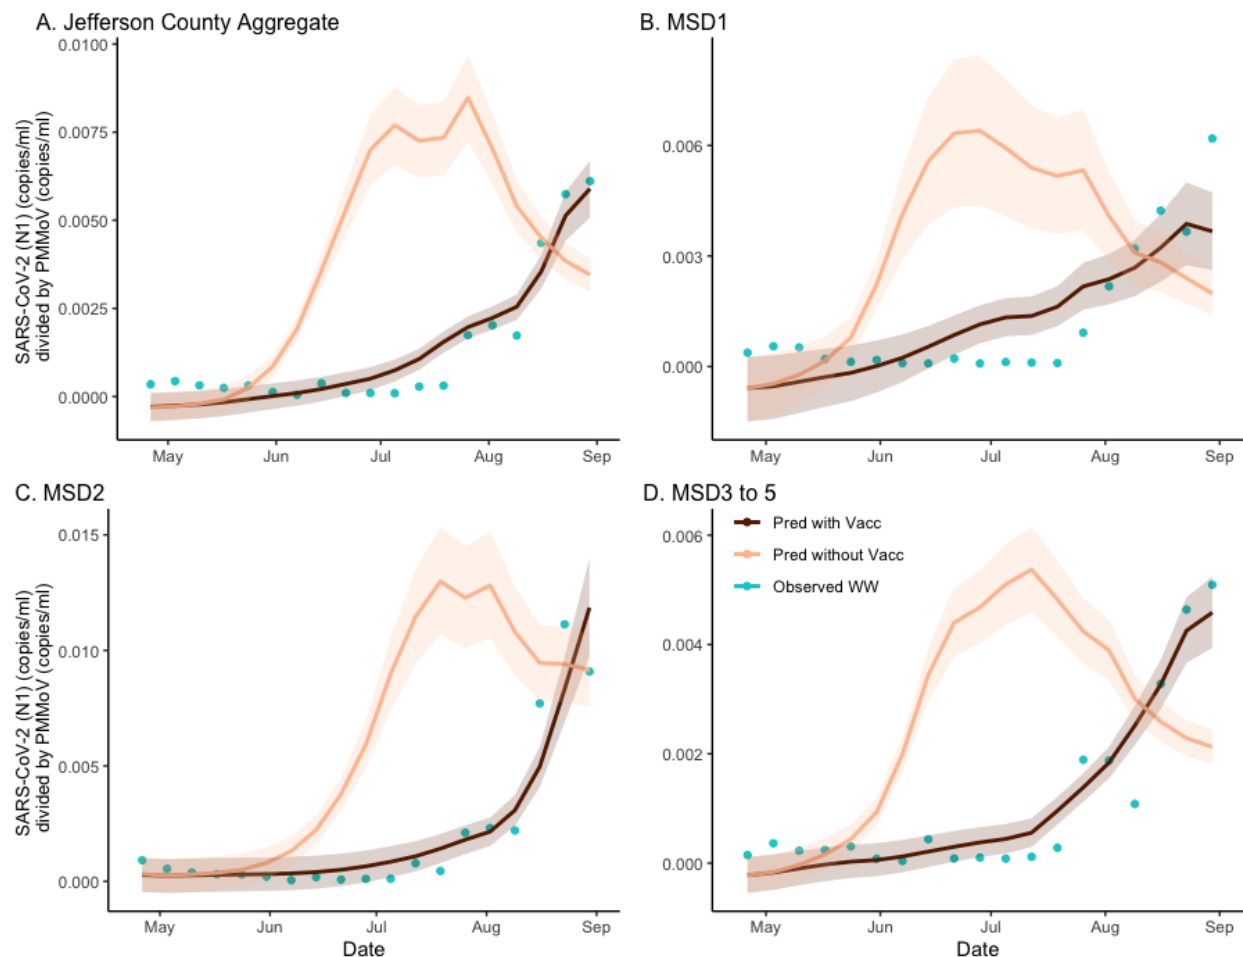 A. Jefferson County Aggregate
SARS-CoV-2 (N1) (copies/ml)
divided by PMMoV (copies/ml)
0.0100
0.0075
0.0050
0.0025
0.0000
May Jun Jul Aug Sep
B. MSD1
0.006
0.003
0.000
May Jun Jul Aug Sep
C. MSD2
SARS-CoV-2 (N1) (copies/ml)
divided by PMMoV (copies/ml)
0.015
0.010
0.005
0.000
May Jun Jul Aug Sep
Date
D. MSD3 to 5
Pred with Vacc
Pred without Vacc
Observed WW
0.006
0.004
0.002
0.000
May Jun Jul Aug Sep
Date